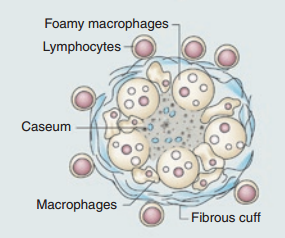 Foamy macrophages
Lymphocytes
Caseum
Macrophages
Fibrous cuff